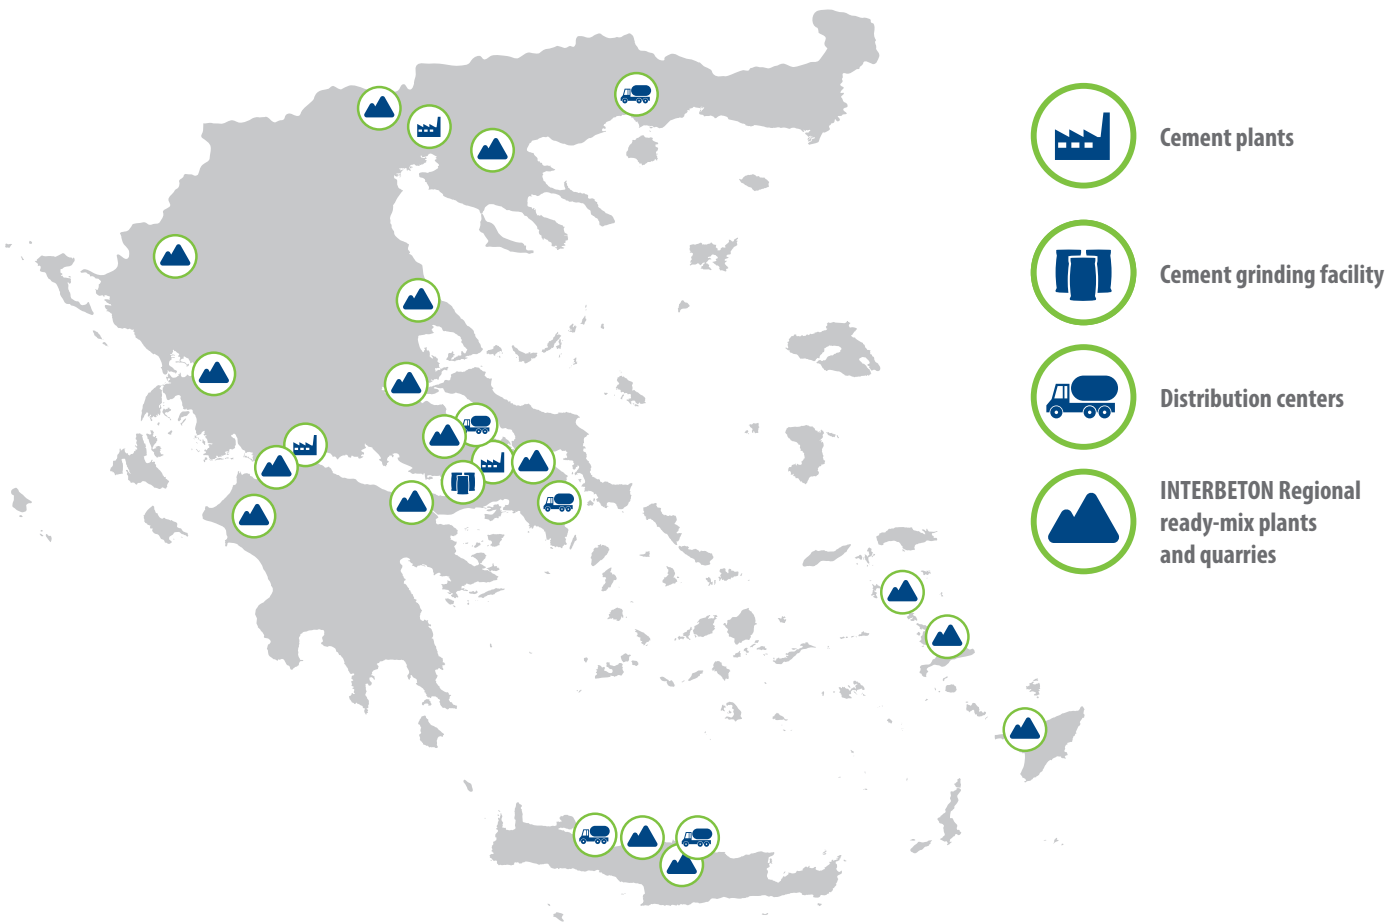 Cement plants
Cement grinding facility
Distribution centers
INTERBETON Regional
ready-mix plants
and quarries